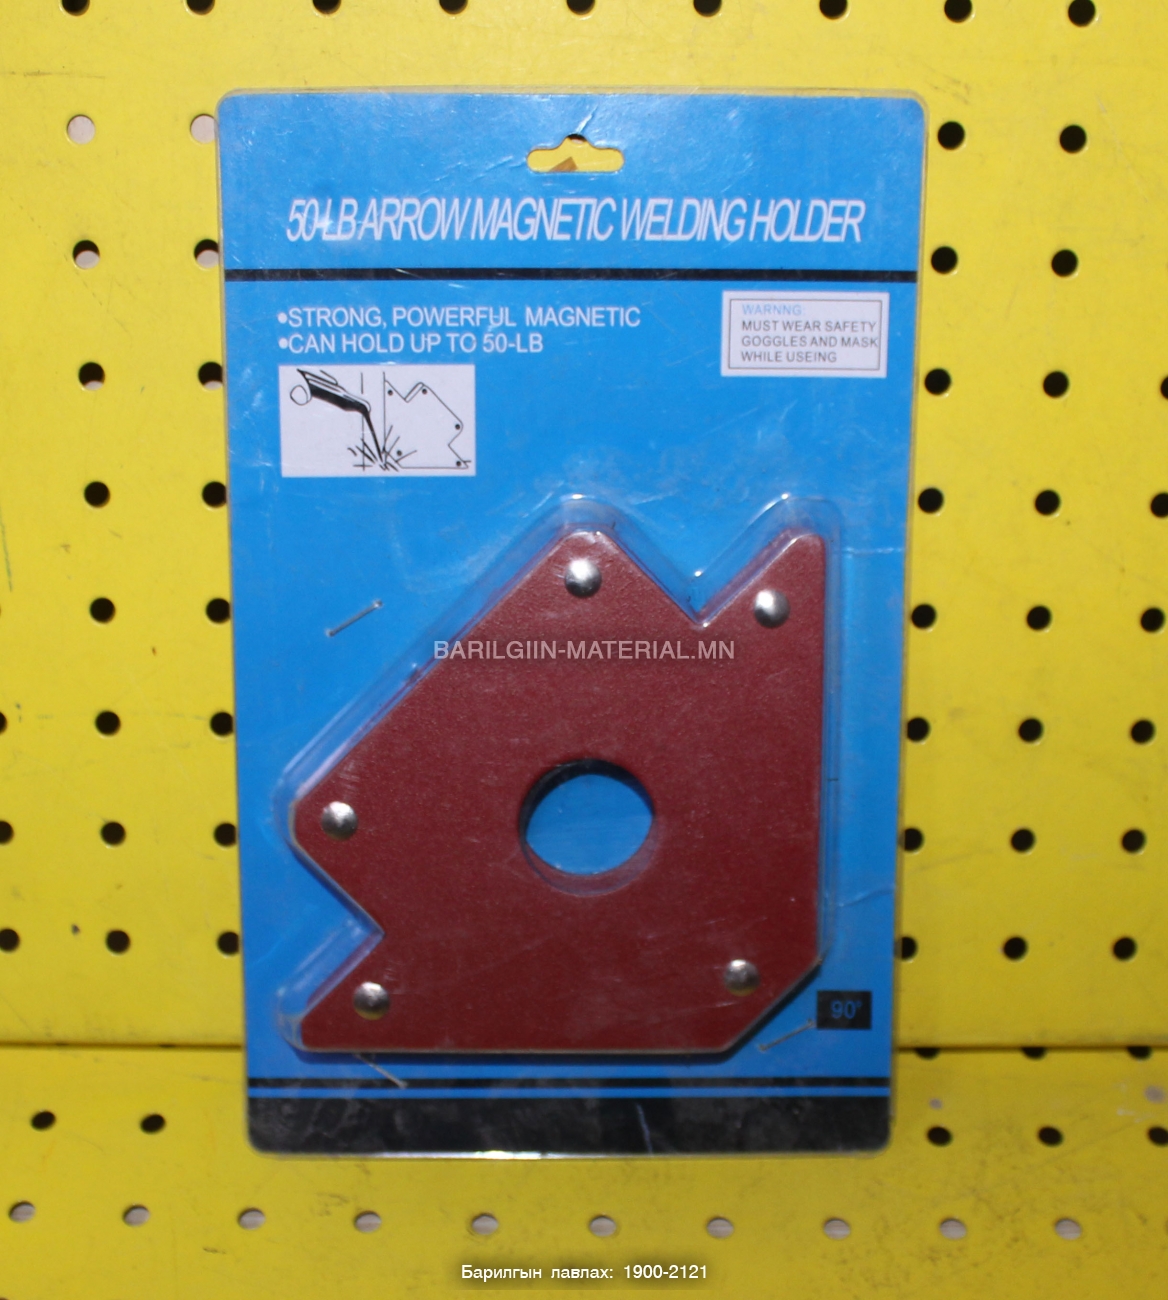 50-LB ARROW MAGNETIC WELDING HOLDER
•STRONG, POWERFUL MAGNETIC
•CAN HOLD UP TO 50-LB
WARNNG:
MUST WEAR SAFETY
GOGGLES AND MASK
WHILE USEING
BARILGIIN-MATERIAL.MN
90°
Барилгын лавлах: 1900-2121